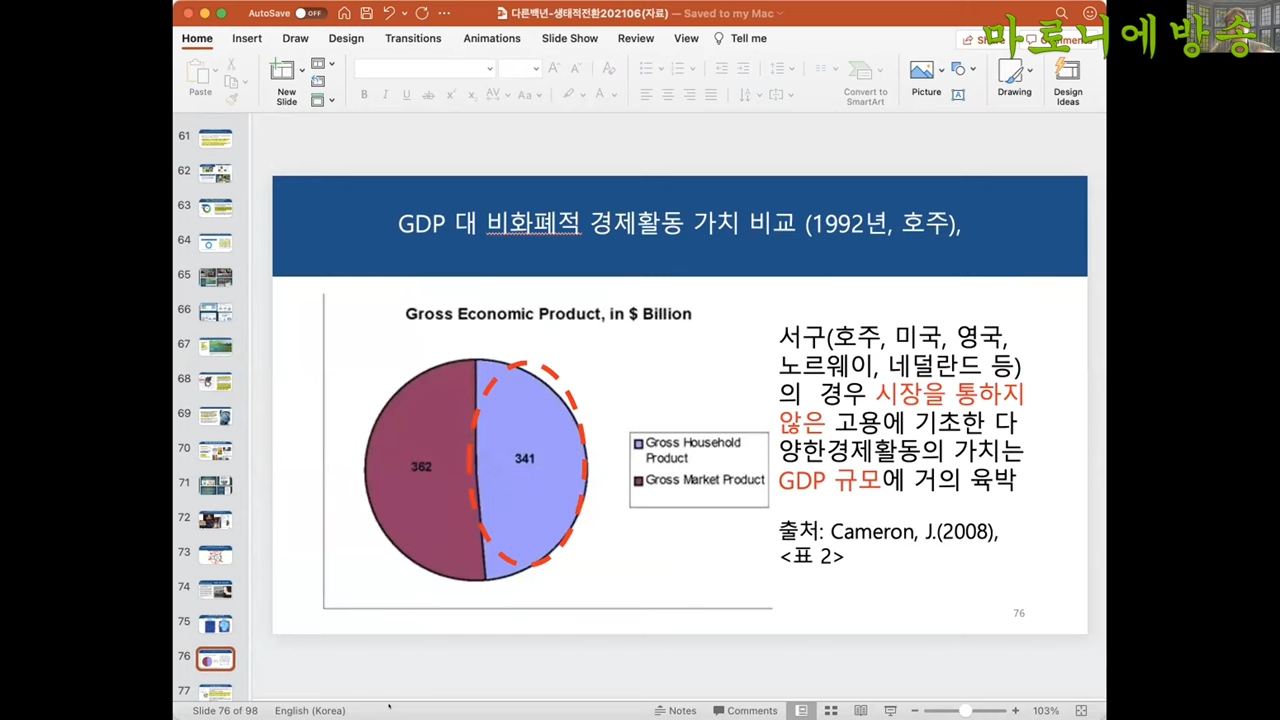 AutoSave
OFF
다른백년-생태적전환202106(자료) — Saved to my Mac
마로니에방송
Home
Insert
Draw
Design
Transitions
Animations
Slide Show
Review
View
Tell me
Paste
New
Slide
Convert to
SmartArt
Picture
Drawing
Design
Ideas
61
62
63
64
65
66
67
68
69
70
71
72
73
74
75
76
77
GDP 대 비화폐적 경제활동 가치 비교 (1992년, 호주),
Gross Economic Product, in $ Billion
362
341
Gross Household
Product
Gross Market Product
서구(호주, 미국, 영국,
노르웨이, 네덜란드 등)
의 경우 시장을 통하지
않은 고용에 기초한 다
양한경제활동의 가치는
GDP 규모에 거의 육박
출처: Cameron, J.(2008),
<표 2>
76
Slide 76 of 98
English (Korea)
Notes
Comments
103%